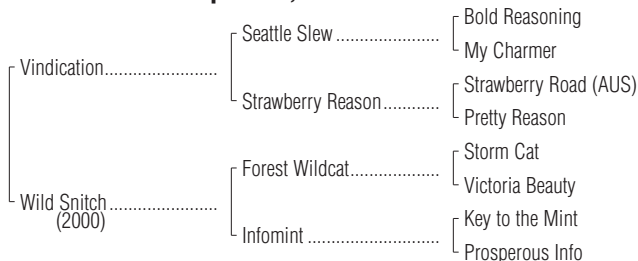 Bold Reasoning
Seattle Slew
My Charmer
Vindication
Strawberry Road (AUS)
Strawberry Reason
Pretty Reason
Storm Cat
Forest Wildcat
Victoria Beauty
Wild Snitch
(2000)
Key to the Mint
Infomint
Prosperous Info